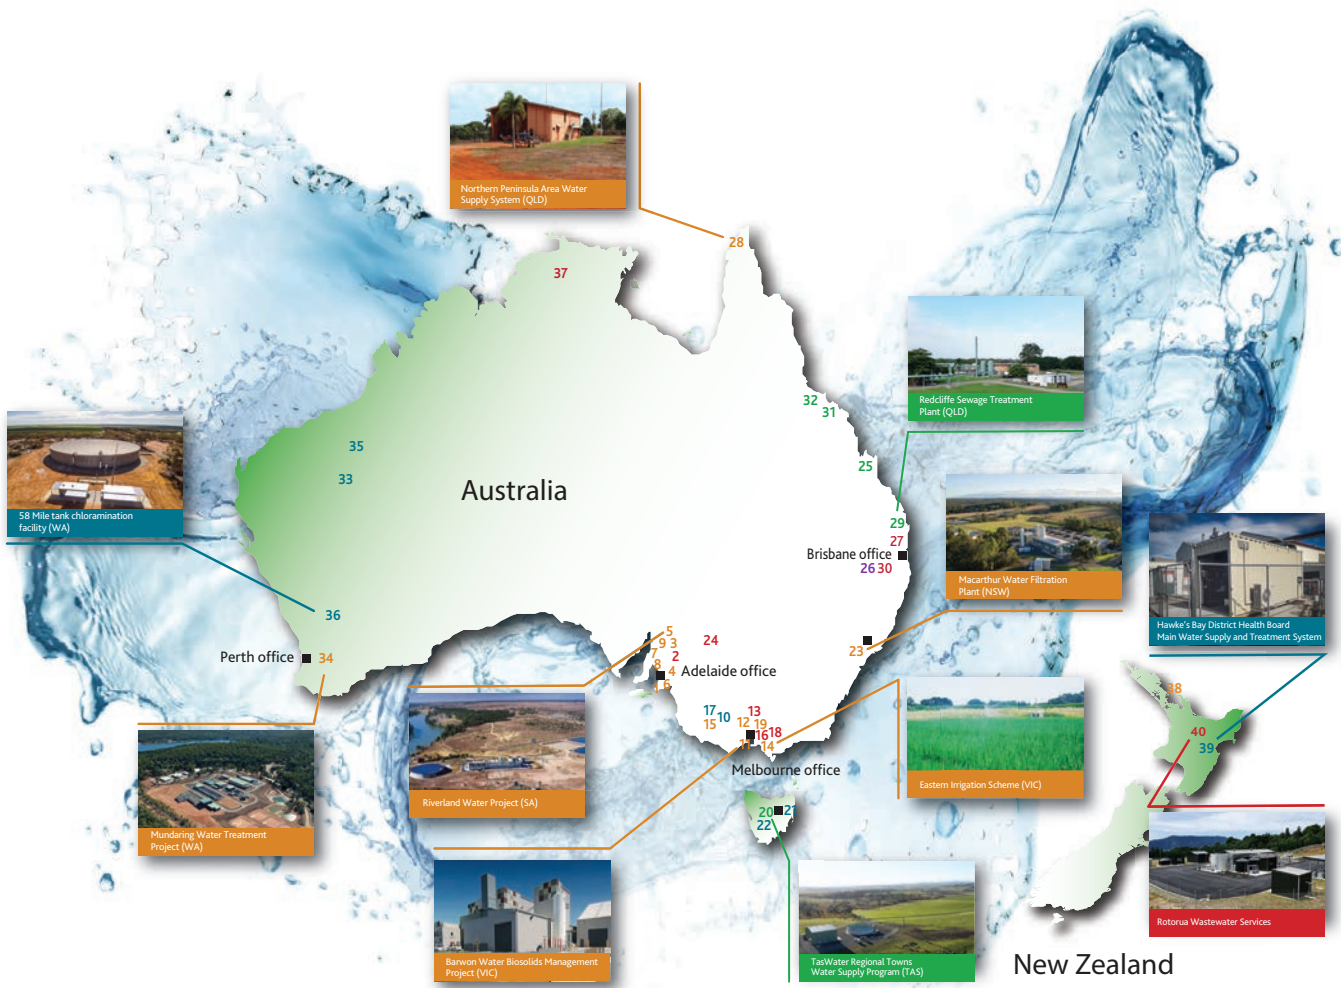 Northern Peninsula Area Water
Supply System (QLD)
28
37
Redcliffe Sewage Treatment
Plant (QLD)
32
31
35
25
33
Australia
58 Mile tank chloramination
facility (WA)
29
27
Brisbane office
26 30
Macarthur Water Filtration
Plant (NSW)
Hawke's Bay District Health Board
Main Water Supply and Treatment System
36
5
9 3
24
7
2
23
Perth office
34
8
4
Adelaide office
1
6
38
17
10
13
15
12
19
16
18
11
14
40
39
Melbourne office
Riverland Water Project (SA)
Eastern Irrigation Scheme (VIC)
20
21
22
Mundaring Water Treatment
Project (WA)
Rotorua Wastewater Services
Barwon Water Biosolids Management
Project (VIC)
TasWater Regional Towns
Water Supply Program (TAS)
New Zealand